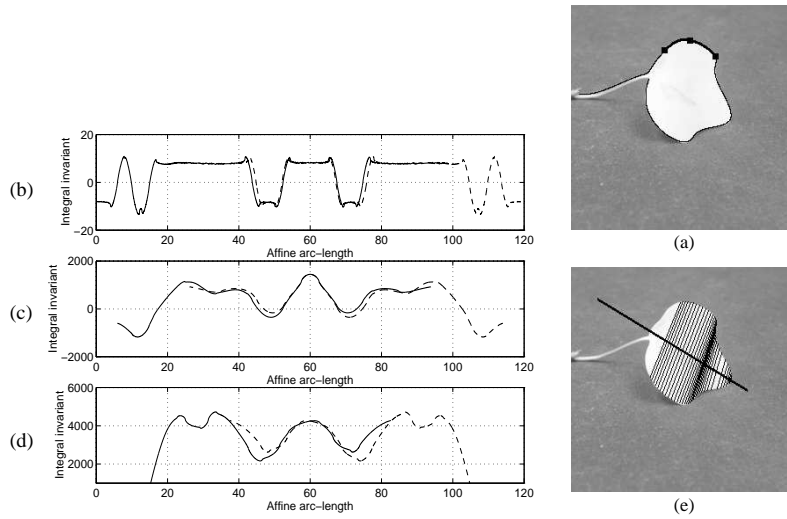 (b)
Integral invariant
20
0
−20
0 20 40 60 80 100 120
Affine arc−length
(a)
(c)
Integral invariant
2000
0
−2000
0 20 40 60 80 100 120
Affine arc−length
(d)
Integral invariant
6000
4000
2000
0 20 40 60 80 100 120
Affine arc−length
(e)